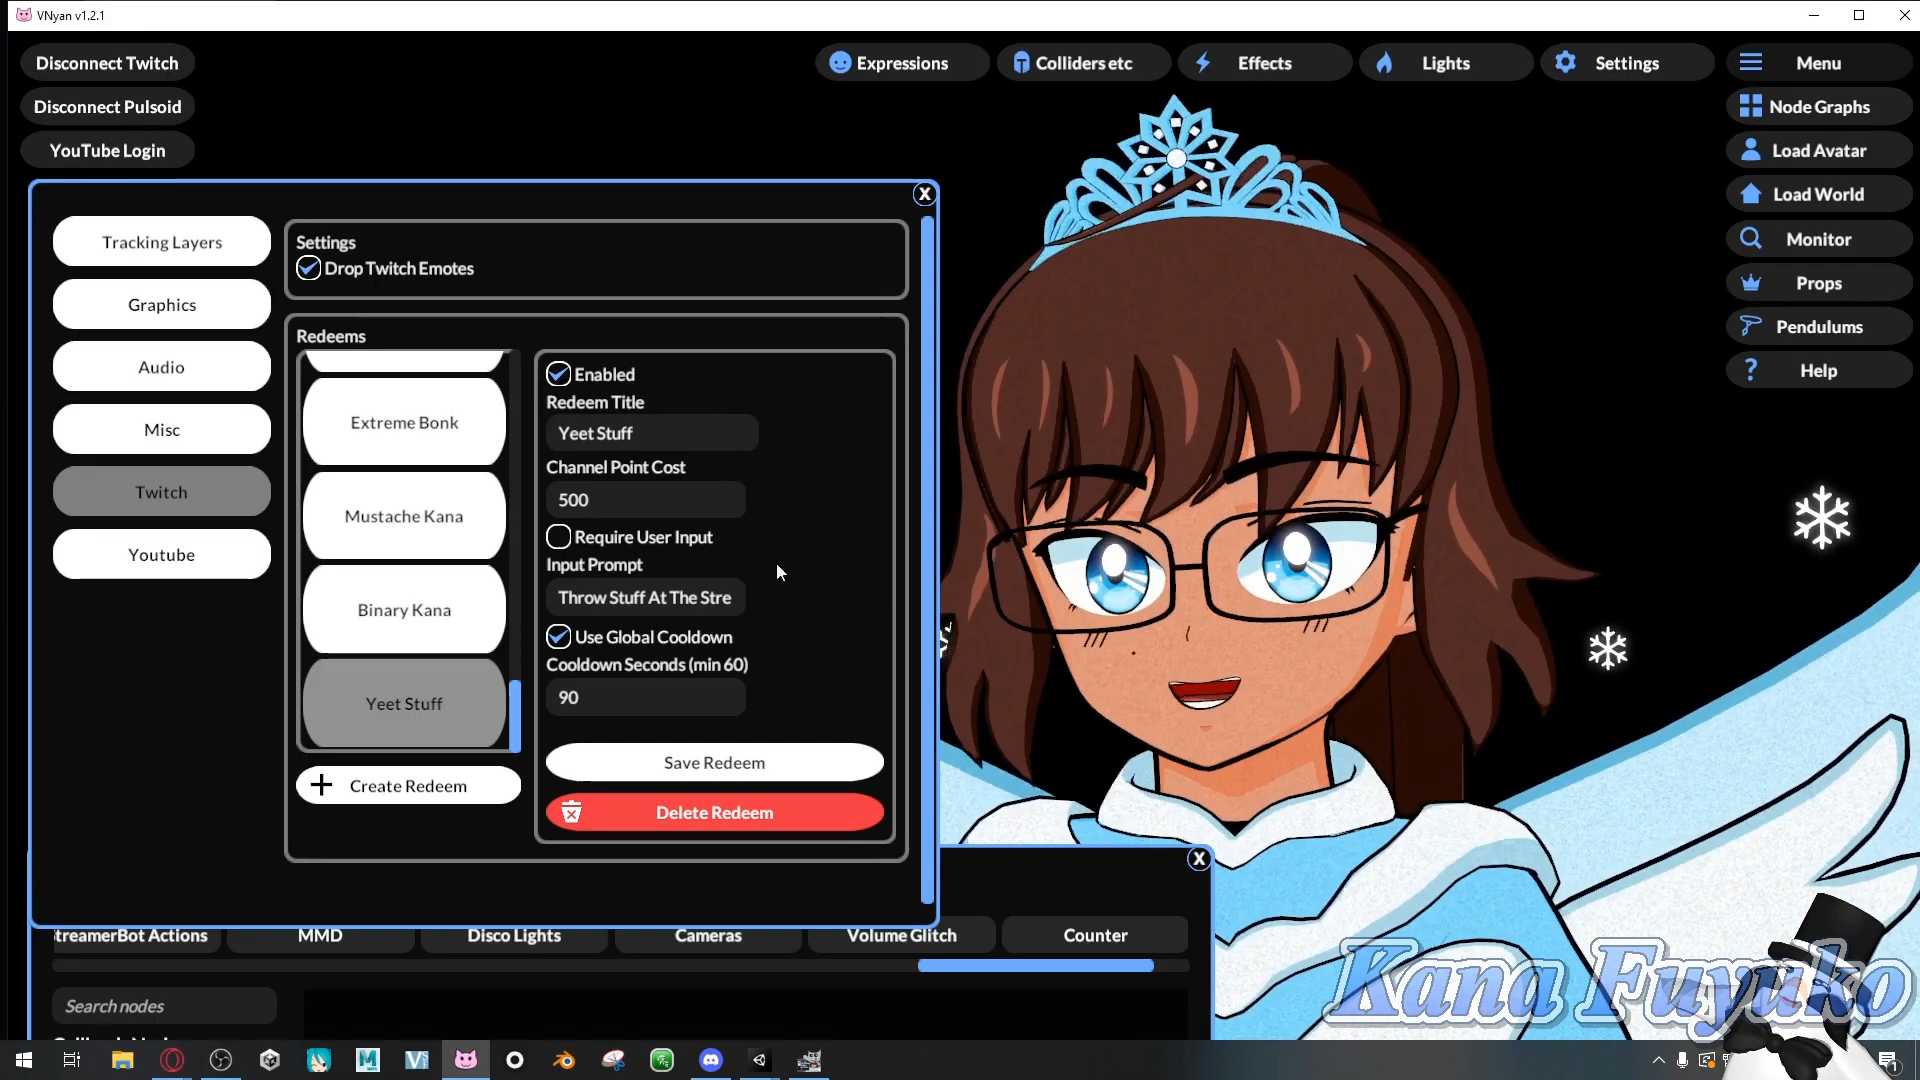 VNyan v1.2.1
Disconnect Twitch
Disconnect Pulsoid
YouTube Login
Expressions
Colliders etc
Effects
Lights
Settings
Menu
Node Graphs
Load Avatar
Load World
Monitor
Props
Pendulums
Help
X
Tracking Layers
Graphics
Audio
Misc
Twitch
Youtube
Settings
Drop Twitch Emotes
Redeems
Extreme Bonk
Mustache Kana
Binary Kana
Yeet Stuff
Create Redeem
Enabled
Redeem Title
Yeet Stuff
Channel Point Cost
500
Require User Input
Input Prompt
Throw Stuff At The Stre
Use Global Cooldown
Cooldown Seconds (min 60)
90
Save Redeem
Delete Redeem
X
treamerBot Actions
MMD
Disco Lights
Cameras
Volume Glitch
Counter
Search nodes
Kana Fuyuko